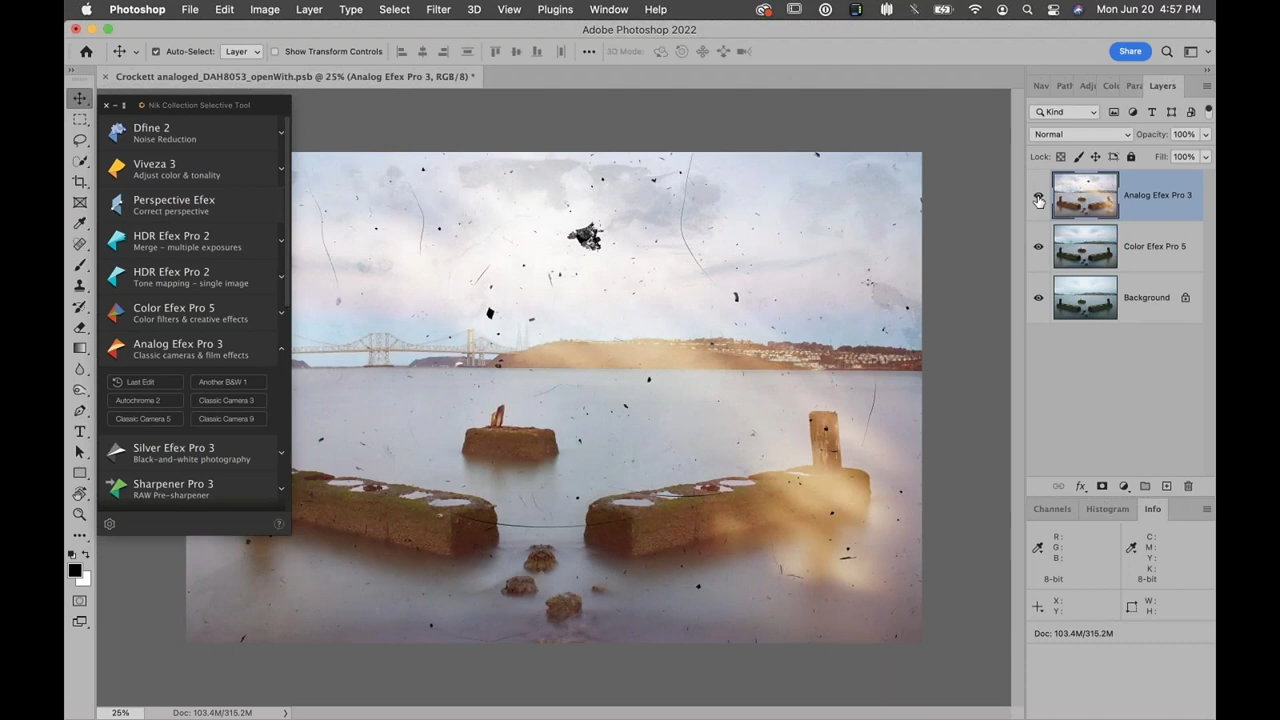 Photoshop File Edit Image Layer Type Select Filter 3D View Plugins Window Help Mon Jun 20 4:57 PM
Adobe Photoshop 2022
Auto-Select: Layer Show Transform Controls ••• 3D Mode: Share
Crockett analoged_DAH8053_openWith.psb @ 25% (Analog Efex Pro 3, RGB/8) *
Nav Path Adj Colo Para Layers
Nik Collection Selective Tool
Kind
Dfine 2
Noise Reduction
Normal Opacity: 100%
Lock: Fill: 100%
Viveza 3
Adjust color & tonality
Analog Efex Pro 3
Perspective Efex
Correct perspective
HDR Efex Pro 2
Merge - multiple exposures
Color Efex Pro 5
HDR Efex Pro 2
Tone mapping - single image
Background
Color Efex Pro 5
Color filters & creative effects
Analog Efex Pro 3
Classic cameras & film effects
Last Edit Another B&W 1
Autochrome 2 Classic Camera 3
Classic Camera 5 Classic Camera 9
Silver Efex Pro 3
Black-and-white photography
Sharpener Pro 3
RAW Pre-sharpener
fx
Channels Histogram Info
R: C:
G: M:
B: Y:
K:
8-bit 8-bit
X: W:
Y: H:
Doc: 103.4M/315.2M
25% Doc: 103.4M/315.2M